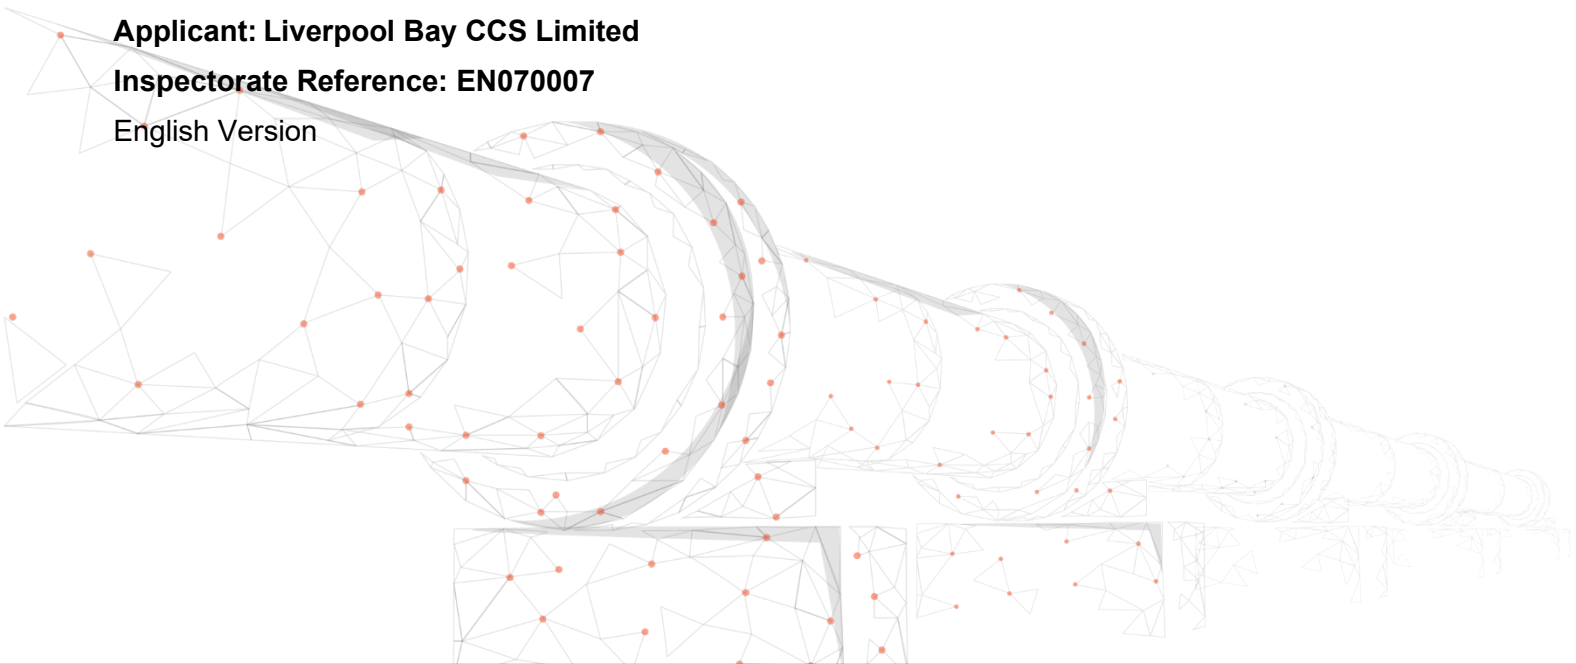 Applicant: Liverpool Bay CCS Limited
Inspectorate Reference: EN070007
English Version